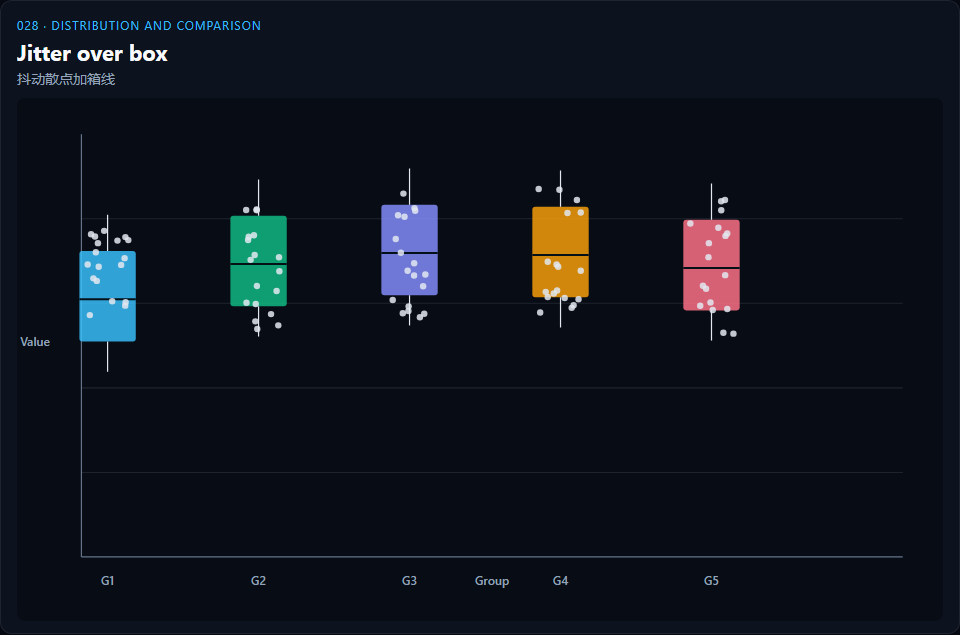 028 · DISTRIBUTION AND COMPARISON
Jitter over box
抖动散点加箱线
Value
G1 G2 G3 Group G4 G5